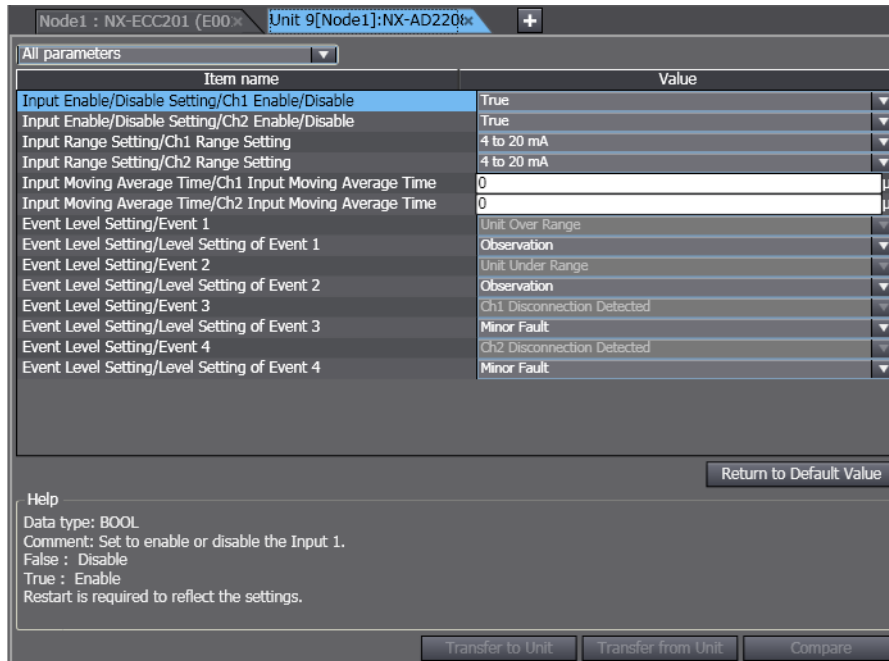 Node1 : NX-ECC201 (E00
Unit 9[Node1]:NX-AD220
+
All parameters
Item name Value
Input Enable/Disable Setting/Ch1 Enable/Disable True
Input Enable/Disable Setting/Ch2 Enable/Disable True
Input Range Setting/Ch1 Range Setting 4 to 20 mA
Input Range Setting/Ch2 Range Setting 4 to 20 mA
Input Moving Average Time/Ch1 Input Moving Average Time 0 µ
Input Moving Average Time/Ch2 Input Moving Average Time 0 µ
Event Level Setting/Event 1 Unit Over Range
Event Level Setting/Level Setting of Event 1 Observation
Event Level Setting/Event 2 Unit Under Range
Event Level Setting/Level Setting of Event 2 Observation
Event Level Setting/Event 3 Ch1 Disconnection Detected
Event Level Setting/Level Setting of Event 3 Minor Fault
Event Level Setting/Event 4 Ch2 Disconnection Detected
Event Level Setting/Level Setting of Event 4 Minor Fault
Return to Default Value
Help
Data type: BOOL
Comment: Set to enable or disable the Input 1.
False : Disable
True : Enable
Restart is required to reflect the settings.
Transfer to Unit Transfer from Unit Compare